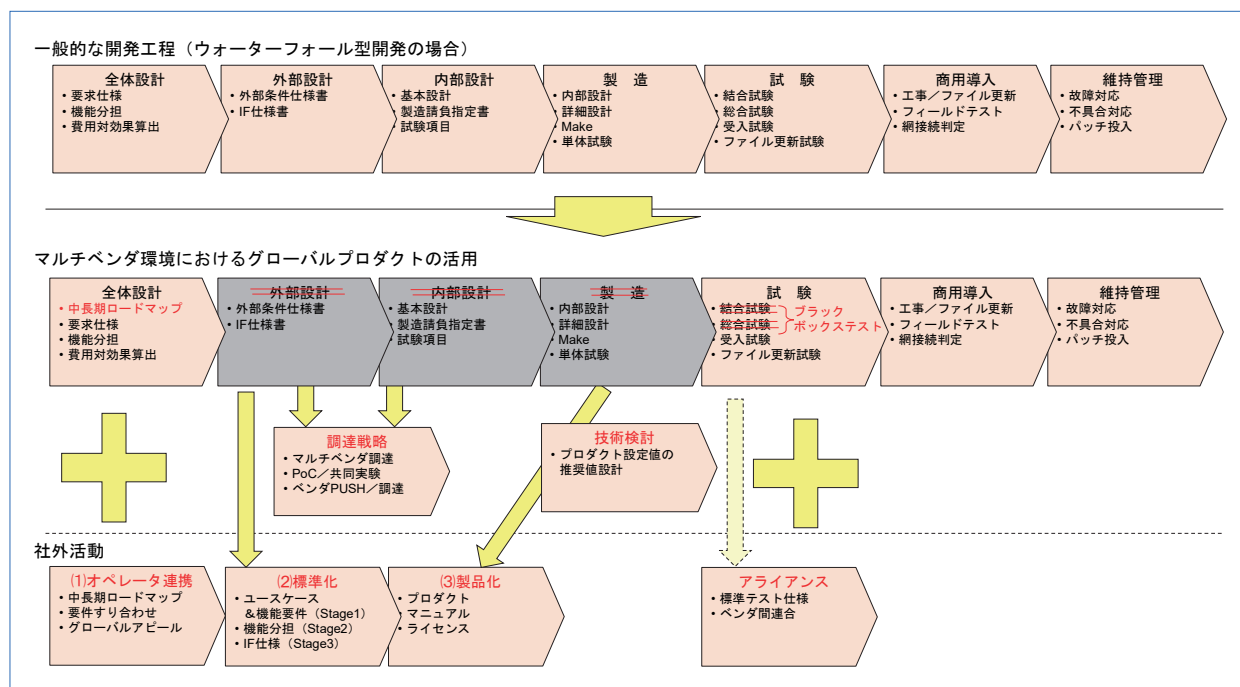 一般的な開発工程（ウォーターフォール型開発の場合）
全体設計
・要求仕様
・機能分担
・費用対効果算出
外部設計
・外部条件仕様書
・IF仕様書
内部設計
・基本設計
・製造請負指定書
・試験項目
製　造
・内部設計
・詳細設計
・Make
・単体試験
試　験
・結合試験
・総合試験
・受入試験
・ファイル更新試験
商用導入
・工事／ファイル更新
・フィールドテスト
・網接続判定
維持管理
・故障対応
・不具合対応
・パッチ投入
マルチベンダ環境におけるグローバルプロダクトの活用
全体設計
・中長期ロードマップ
・要求仕様
・機能分担
・費用対効果算出
外部設計
・外部条件仕様書
・IF仕様書
内部設計
・基本設計
・製造請負指定書
・試験項目
製　造
・内部設計
・詳細設計
・Make
・単体試験
試　験
・結合試験
・総合試験
ブラック
ボックステスト
・受入試験
・ファイル更新試験
商用導入
・工事／ファイル更新
・フィールドテスト
・網接続判定
維持管理
・故障対応
・不具合対応
・パッチ投入
調達戦略
・マルチベンダ調達
・PoC／共同実験
・ベンダPUSH／調達
技術検討
・プロダクト設定値の
推奨値設計
社外活動
⑴オペレータ連携
・中長期ロードマップ
・要件すり合わせ
・グローバルアピール
⑵標準化
・ユースケース
＆機能要件（Stage1）
・機能分担（Stage2）
・IF仕様（Stage3）
⑶製品化
・プロダクト
・マニュアル
・ライセンス
アライアンス
・標準テスト仕様
・ベンダ間連合